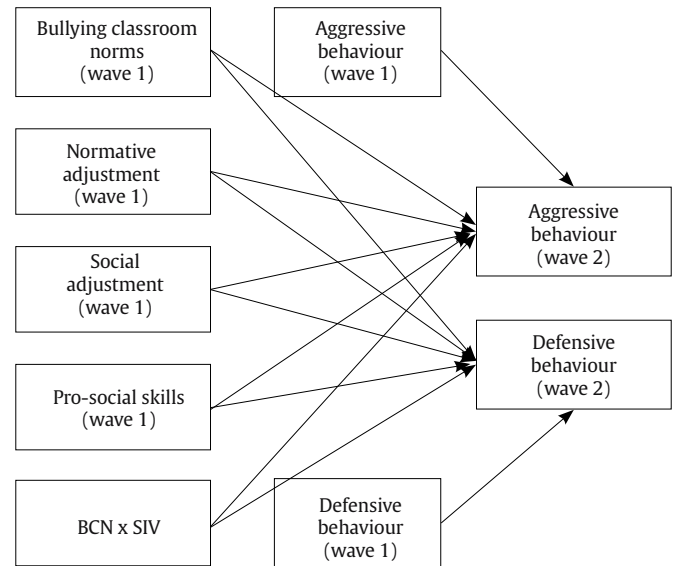 Bullying classroom
norms
(wave 1)
Aggressive
behaviour
(wave 1)
Normative
adjustment
(wave 1)
Aggressive
behaviour
(wave 2)
Social
adjustment
(wave 1)
Defensive
behaviour
(wave 2)
Pro-social skills
(wave 1)
BCN x SIV
Defensive
behaviour
(wave 1)